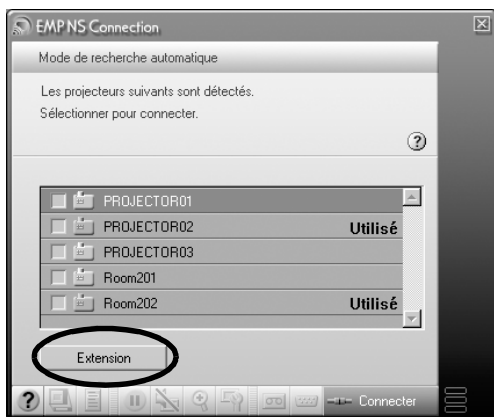 EMP NS Connection
Mode de recherche automatique
Les projecteurs suivants sont détectés.
Sélectionner pour connecter.
?
PROJECTOR01
PROJECTOR02 Utilisé
PROJECTOR03
Room201
Room202 Utilisé
Extension
? Connecter